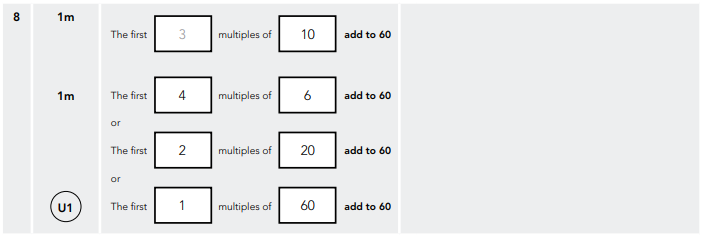 8 1m
The first 3 multiples of 10 add to 60
1m The first 4 multiples of 6 add to 60
or
The first 2 multiples of 20 add to 60
or
U1 The first 1 multiples of 60 add to 60